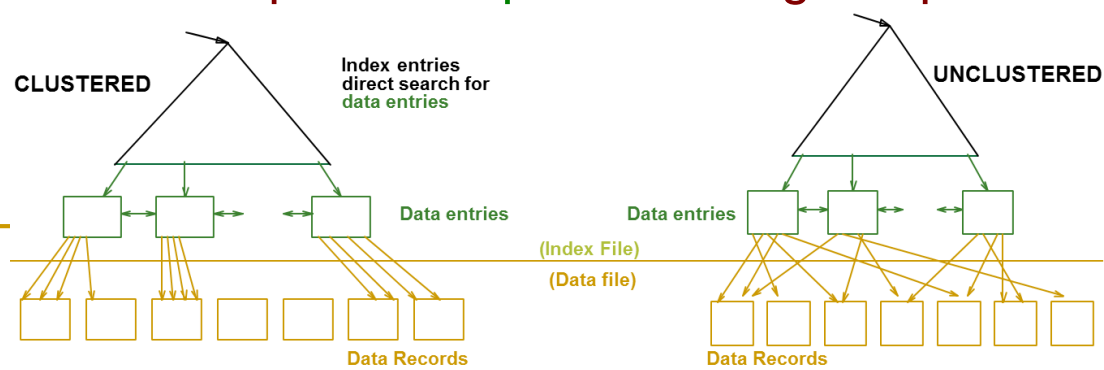 CLUSTERED
Index entries
direct search for
data entries
UNCLUSTERED
Data entries
Data entries
(Index File)
(Data file)
Data Records
Data Records